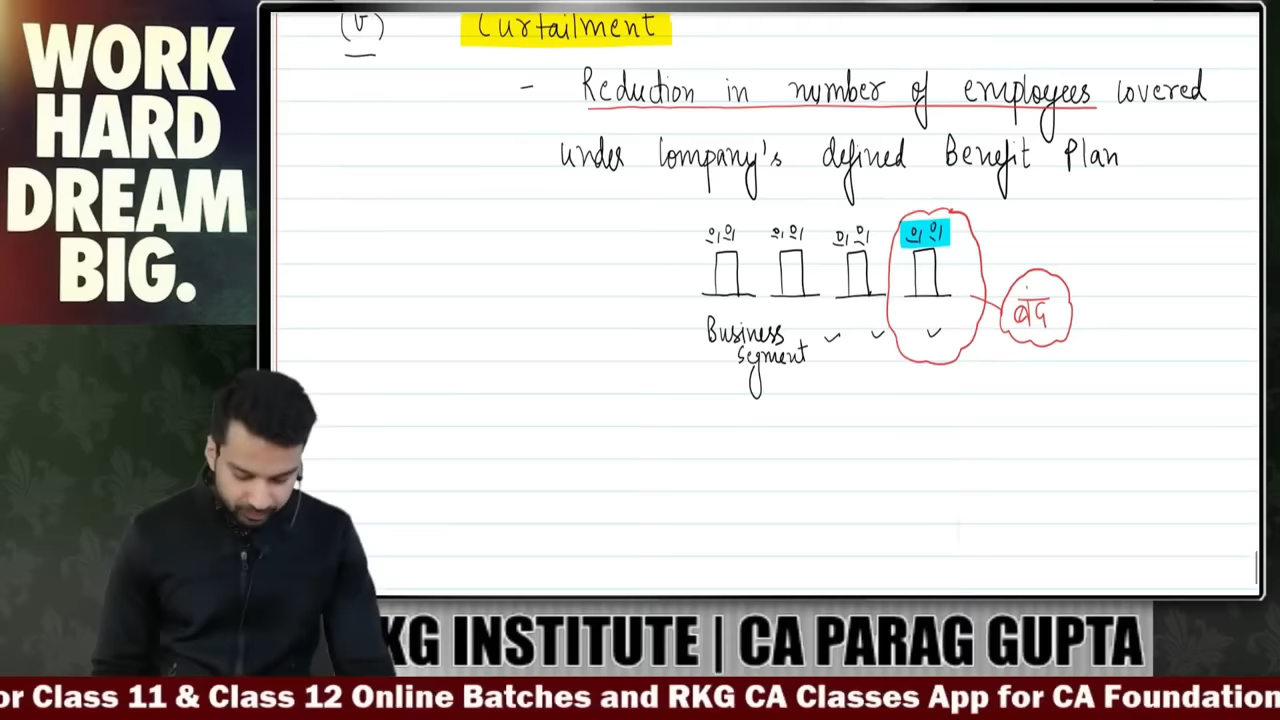 WORK
HARD
DREAM
BIG.
(v) Curtailment
- Reduction in number of employees covered
under Company's defined Benefit Plan
Business
segment
बंद
KG INSTITUTE | CA PARAG GUPTA
or Class 11 & Class 12 Online Batches and RKG CA Classes App for CA Foundation